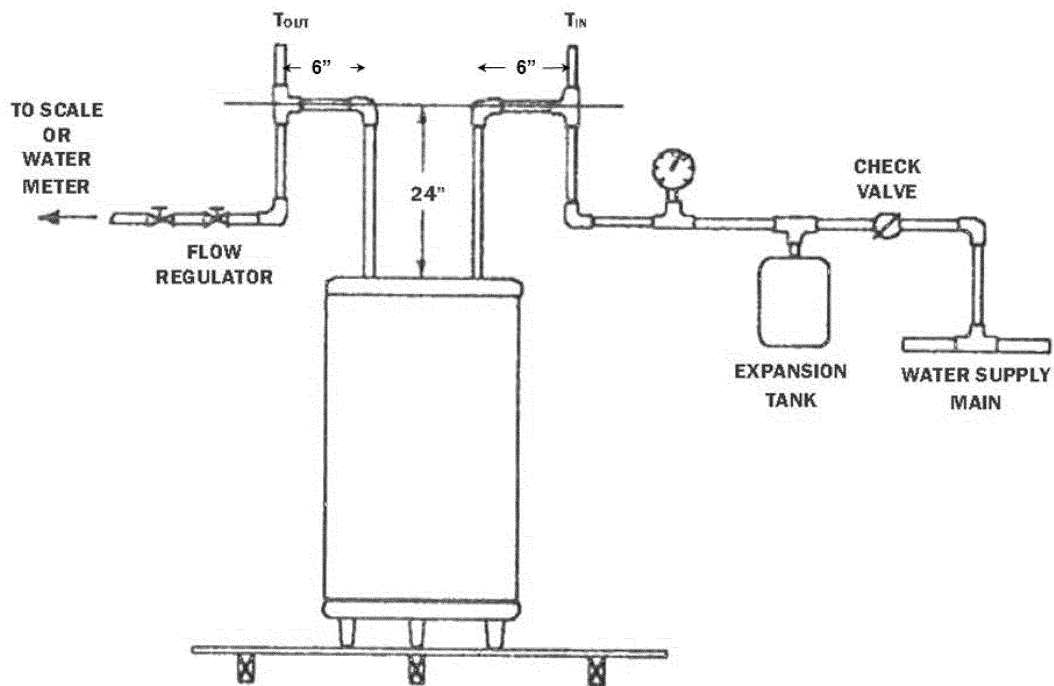 TOUT
TIN
6”
6”
TO SCALE
OR
WATER
METER
24"
CHECK
VALVE
FLOW
REGULATOR
EXPANSION
TANK
WATER SUPPLY
MAIN